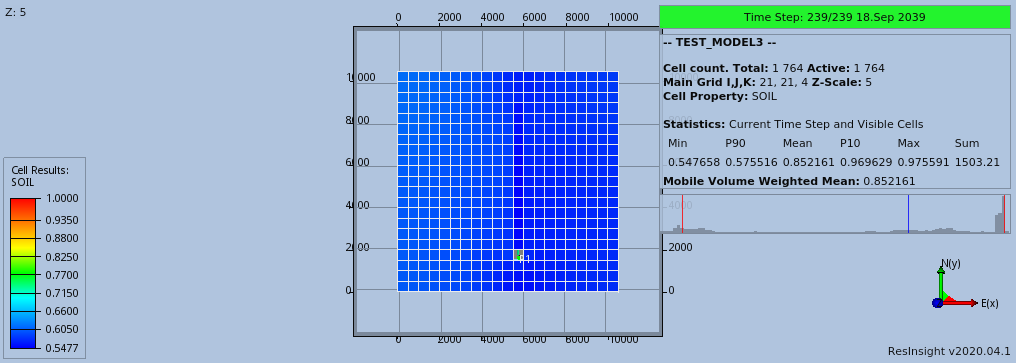 Z: 5
0 2000 4000 6000 8000 10000
Time Step: 239/239 18.Sep 2039
-- TEST_MODEL3 --
Cell count. Total: 1 764 Active: 1 764
Main Grid I,J,K: 21, 21, 4 Z-Scale: 5
Cell Property: SOIL
Statistics: Current Time Step and Visible Cells
Min P90 Mean P10 Max Sum
0.547658 0.575516 0.852161 0.969629 0.975591 1503.21
Mobile Volume Weighted Mean: 0.852161
10000
8000
6000
4000
2000
0
4000
2000
0
P1
0 2000 4000 6000 8000 10000
Cell Results:
SOIL
1.0000
0.9350
0.8800
0.8250
0.7700
0.7150
0.6600
0.6050
0.5477
N(y)
E(x)
ResInsight v2020.04.1